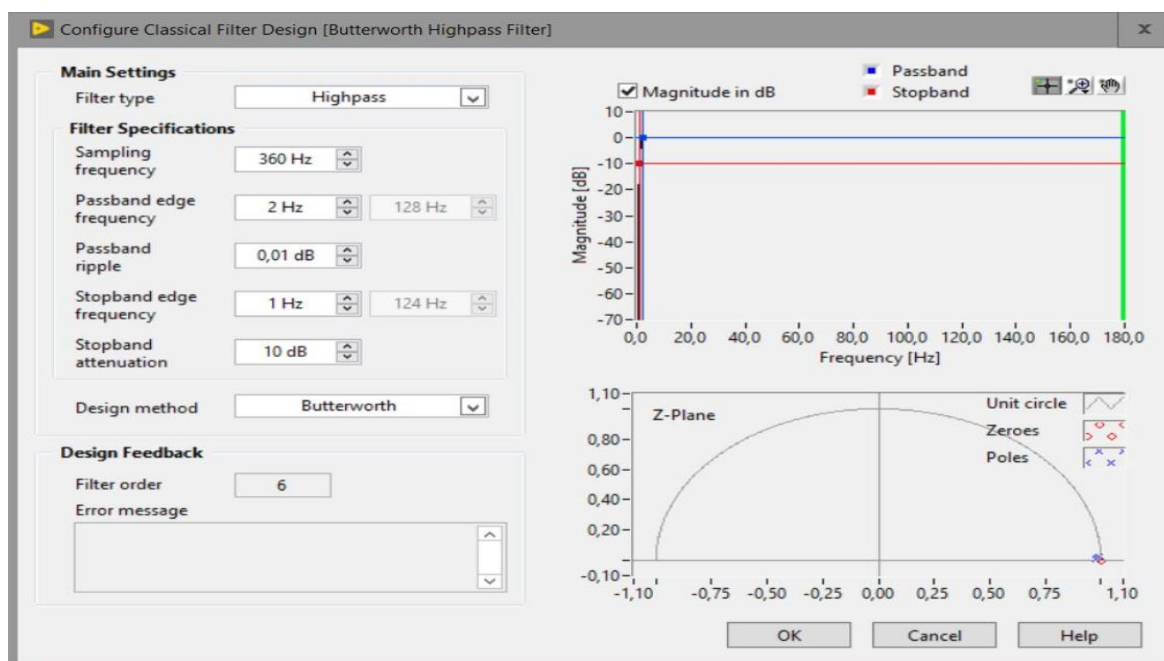 Configure Classical Filter Design [Butterworth Highpass Filter]
Main Settings
Filter type
Highpass
Filter Specifications
Sampling
frequency
360 Hz
Passband edge
frequency
2 Hz
128 Hz
Passband
ripple
0,01 dB
Stopband edge
frequency
1 Hz
124 Hz
Stopband
attenuation
10 dB
Design method
Butterworth
Design Feedback
Filter order
6
Error message
Magnitude in dB
Passband
Stopband
Magnitude [dB]
10
0
-10
-20
-30
-40
-50
-60
-70
0,0 20,0 40,0 60,0 80,0 100,0 120,0 140,0 160,0 180,0
Frequency [Hz]
Z-Plane
Unit circle
Zeroes
Poles
1,10
0,80
0,60
0,40
0,20
-0,10
-1,10 -0,75 -0,50 -0,25 0,00 0,25 0,50 0,75 1,10
OK
Cancel
Help